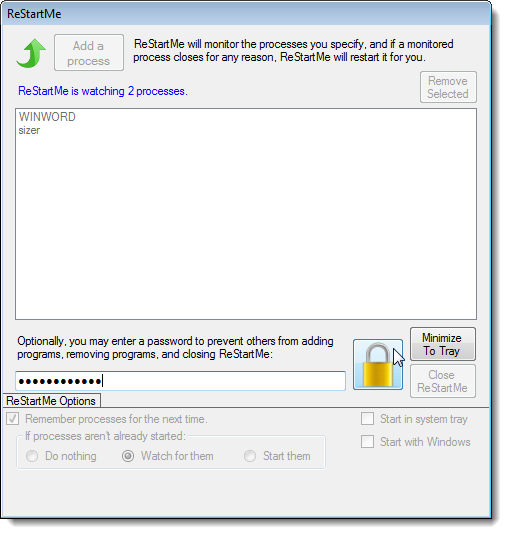 ReStartMe
Add a
process
ReStartMe will monitor the processes you specify, and if a monitored
process closes for any reason, ReStartMe will restart it for you.
ReStartMe is watching 2 processes.
Remove
Selected
WINWORD
sizer
Optionally, you may enter a password to prevent others from adding
programs, removing programs, and closing ReStartMe:
Minimize
To Tray
••••••••••••
Close
ReStartMe
ReStartMe Options
Remember processes for the next time.
Start in system tray
If processes aren't already started:
Start with Windows
Do nothing
Watch for them
Start them